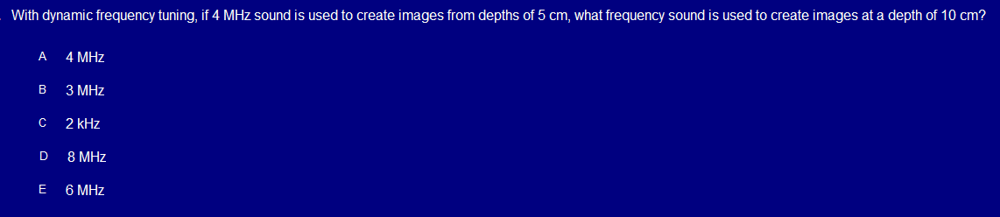 With dynamic frequency tuning, if 4 MHz sound is used to create images from depths of 5 cm, what frequency sound is used to create images at a depth of 10 cm?
A 4 MHz
B 3 MHz
C 2 kHz
D 8 MHz
E 6 MHz